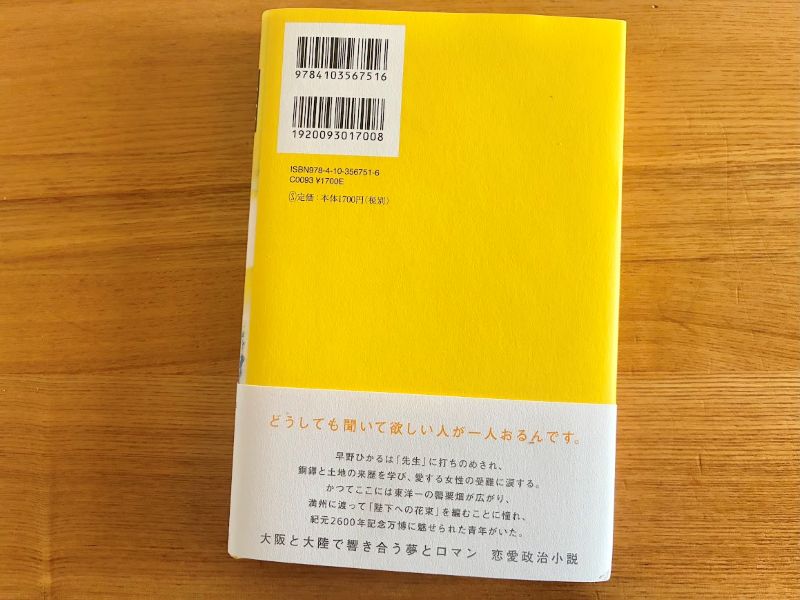 9784103567516
1920093017008
ISBN978-4-10-356751-6
C0093 ¥1700E
Ⓢ定価：本体1700円(税別)
どうしても聞いて欲しい人が一人おるんです。
早野ひかるは「先生」に打ちのめされ、
銅鐸と土地の来歴を学び、愛する女性の受難に涙する。
かつてここには東洋一の罌粟畑が広がり、
満州に渡って「陛下への花束」を編むことに憧れ、
紀元2600年記念万博に魅せられた青年がいた。
大阪と大陸で響き合う夢とロマン 恋愛政治小説